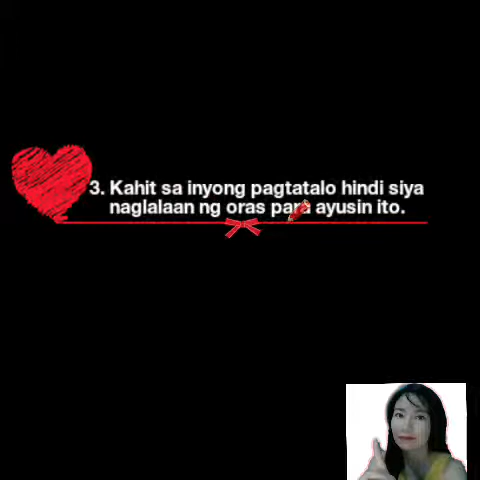 3. Kahit sa inyong pagtatalo hindi siya
naglalaan ng oras para ayusin ito.